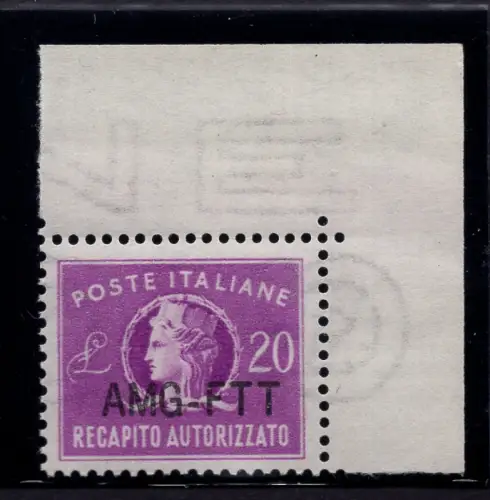 POSTE ITALIANE
£ 20
AMG-FTT
RECAPITO AUTORIZZATO